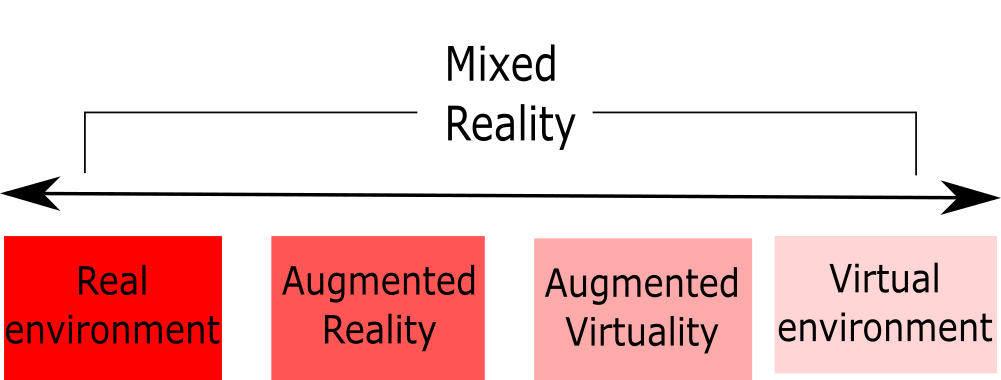 Mixed
Reality
Real
environment
Augmented
Reality
Augmented
Virtuality
Virtual
environment